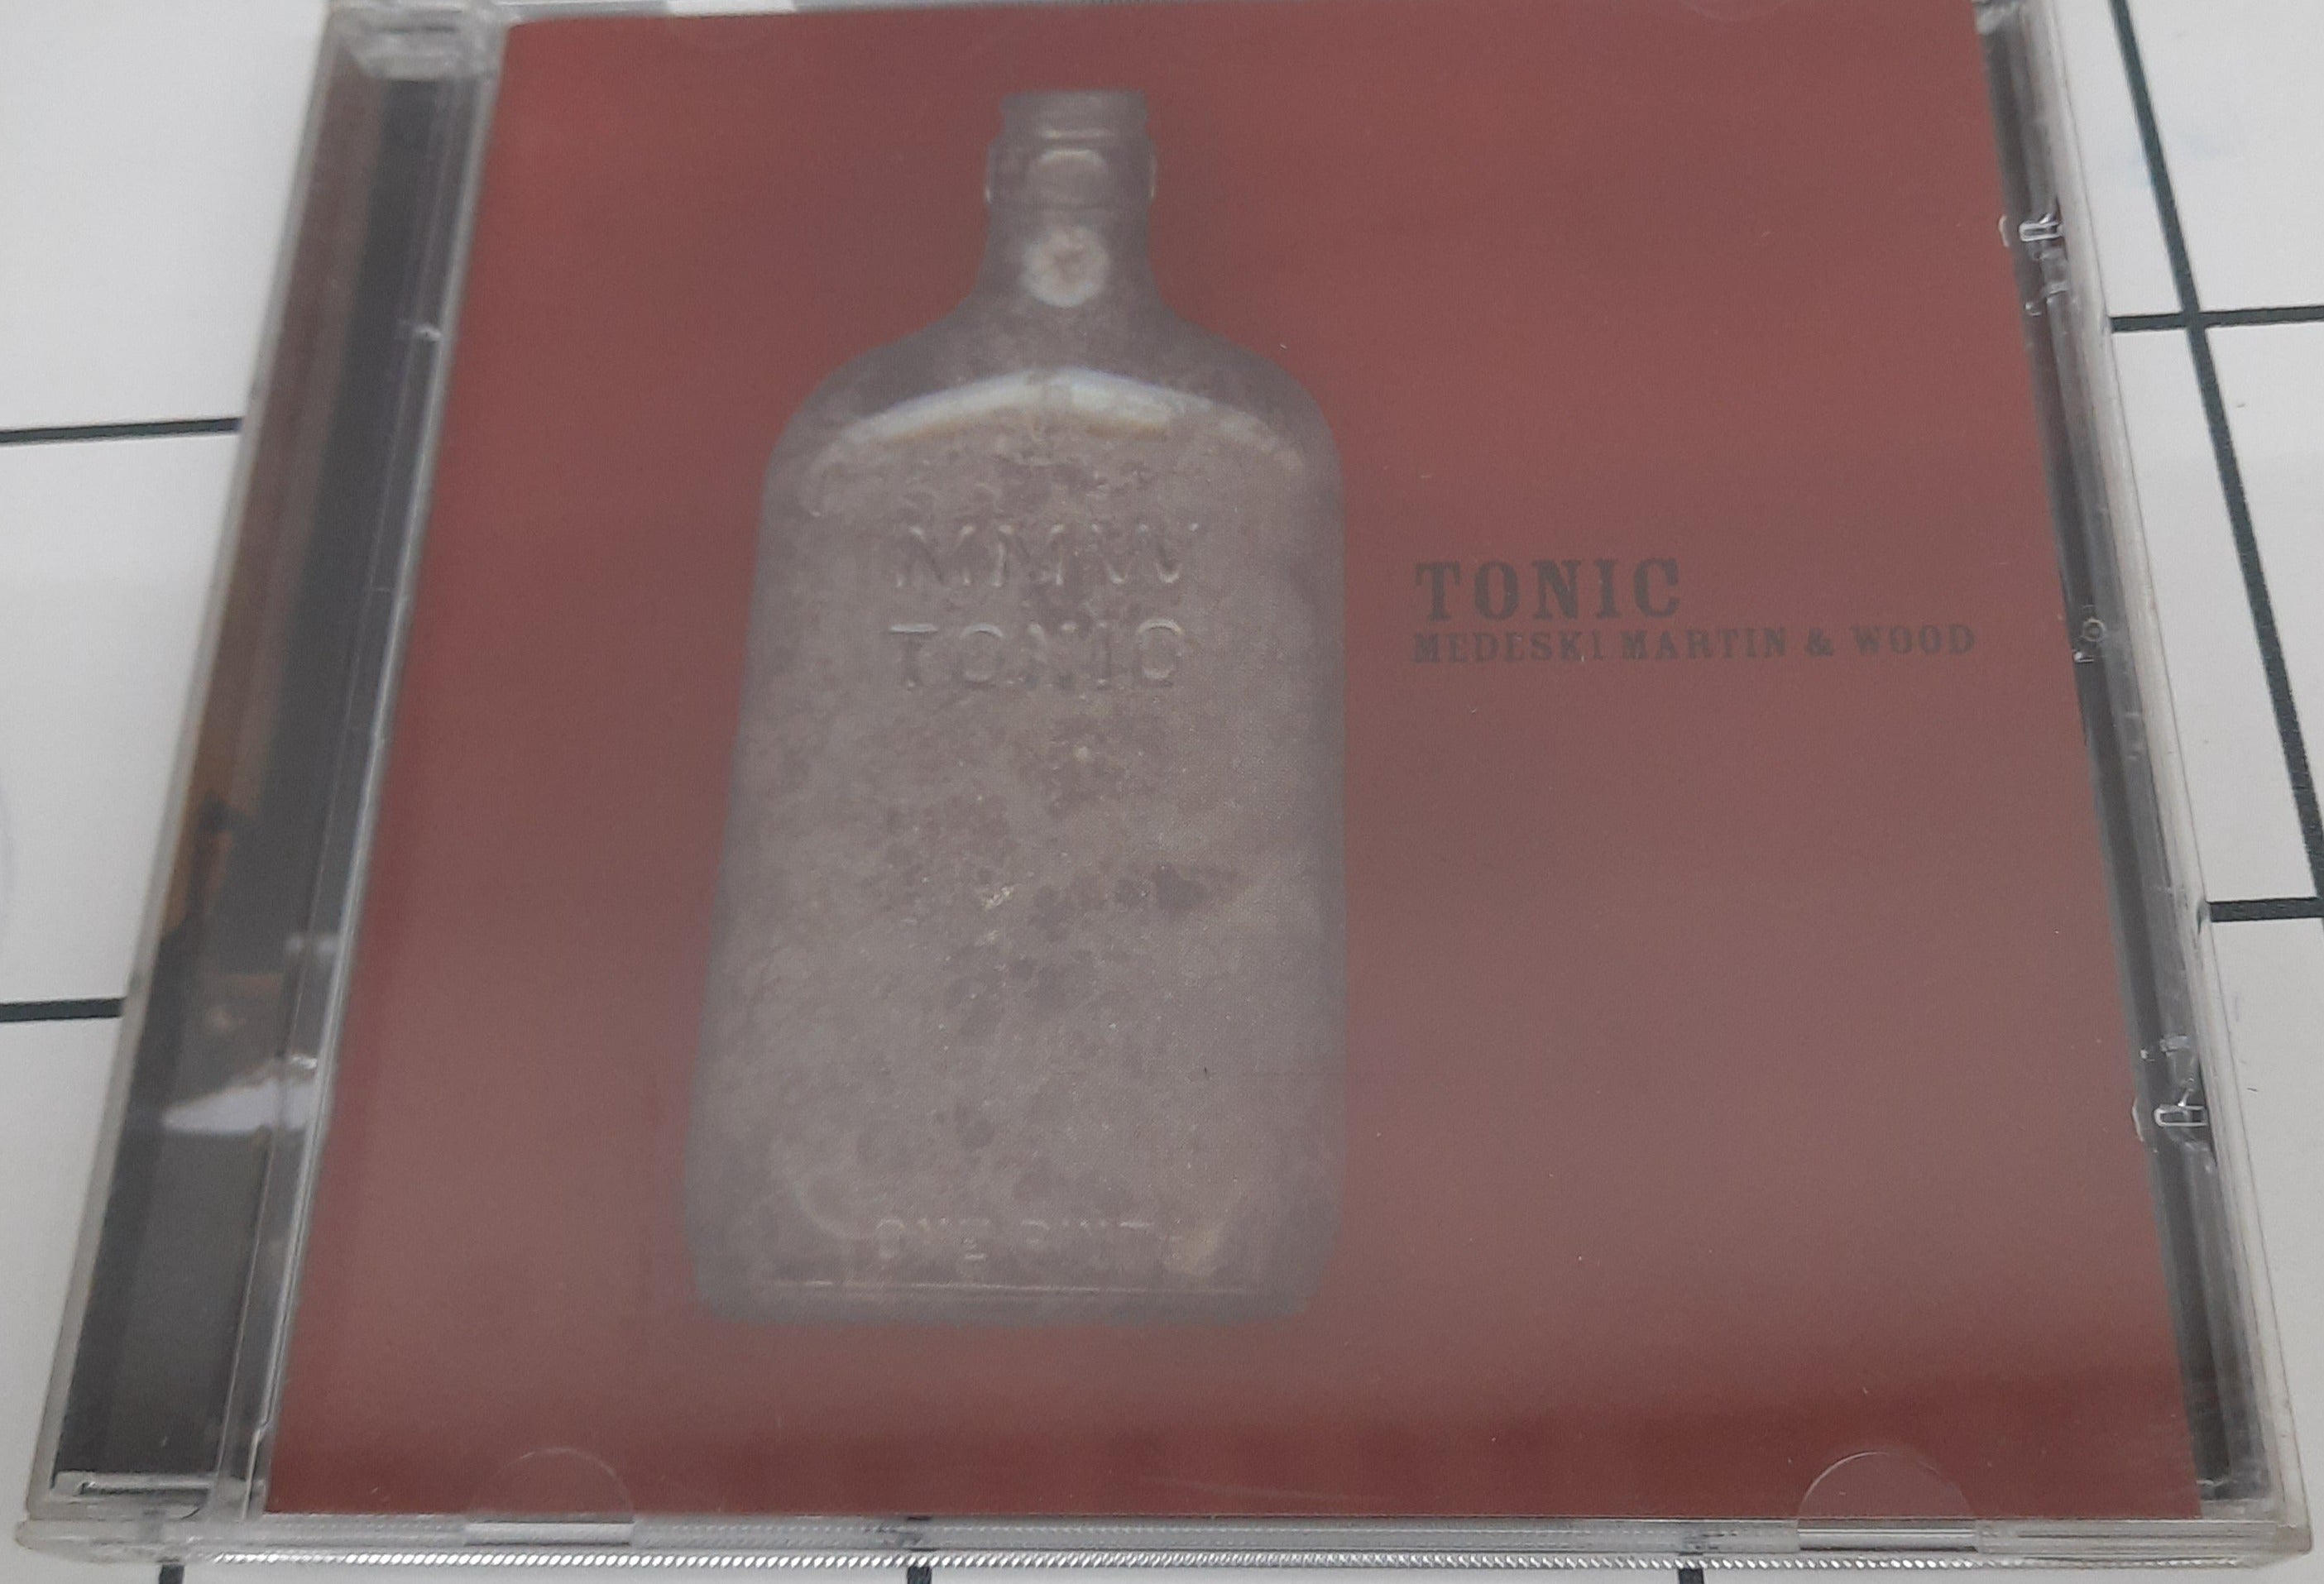 MMW
TONIC
TONIC
MEDESKI MARTIN & WOOD
ONE PINT